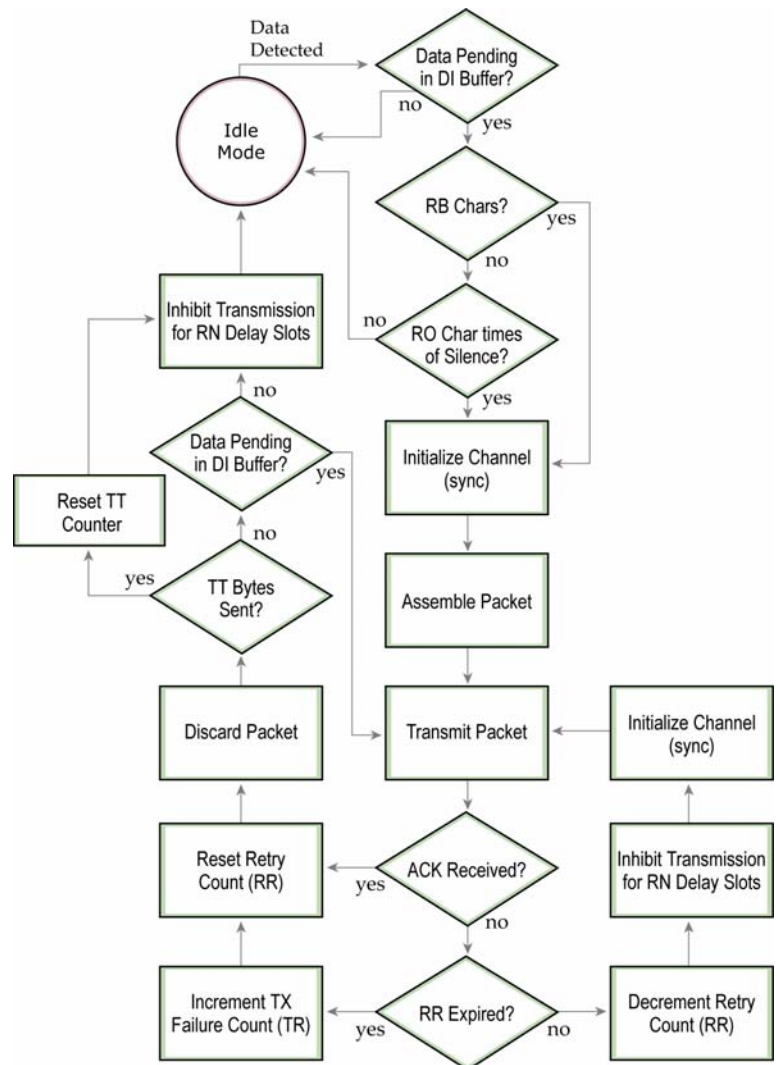 Data
Detected
Data Pending
in DI Buffer?
no
yes
Idle
Mode
RB Chars?
yes
no
Inhibit Transmission
for RN Delay Slots
no
RO Char times
of Silence?
yes
no
Data Pending
in DI Buffer?
yes
Initialize Channel
(sync)
Reset TT
Counter
no
yes
TT Bytes
Sent?
Assemble Packet
Discard Packet
Transmit Packet
Initialize Channel
(sync)
Reset Retry
Count (RR)
yes
ACK Received?
no
Inhibit Transmission
for RN Delay Slots
Increment TX
Failure Count (TR)
yes
RR Expired?
no
Decrement Retry
Count (RR)